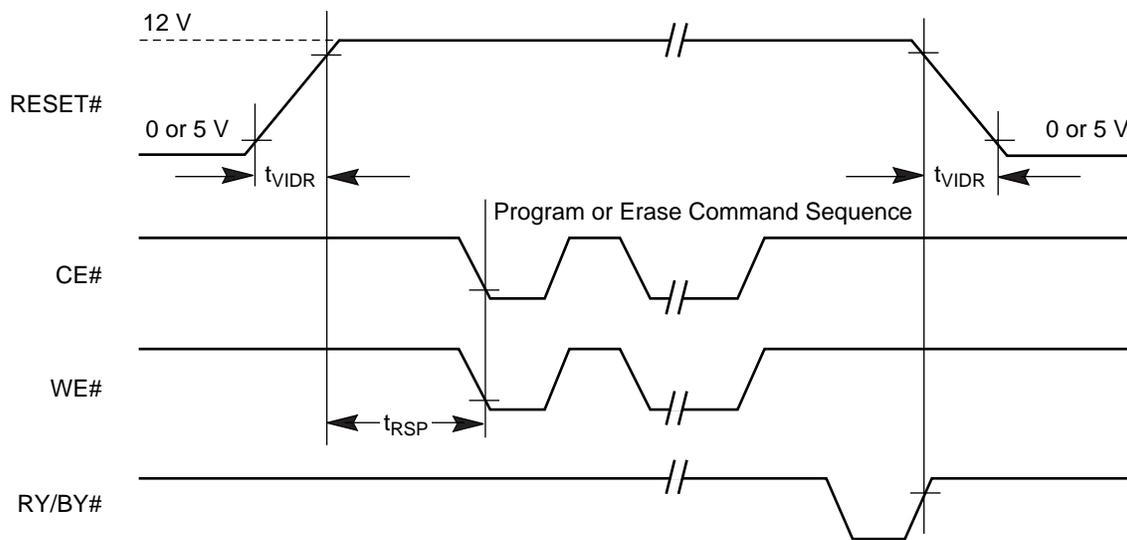 12 V
RESET#
0 or 5 V
0 or 5 V
tVIDR
tVIDR
Program or Erase Command Sequence
CE#
WE#
tRSP
RY/BY#